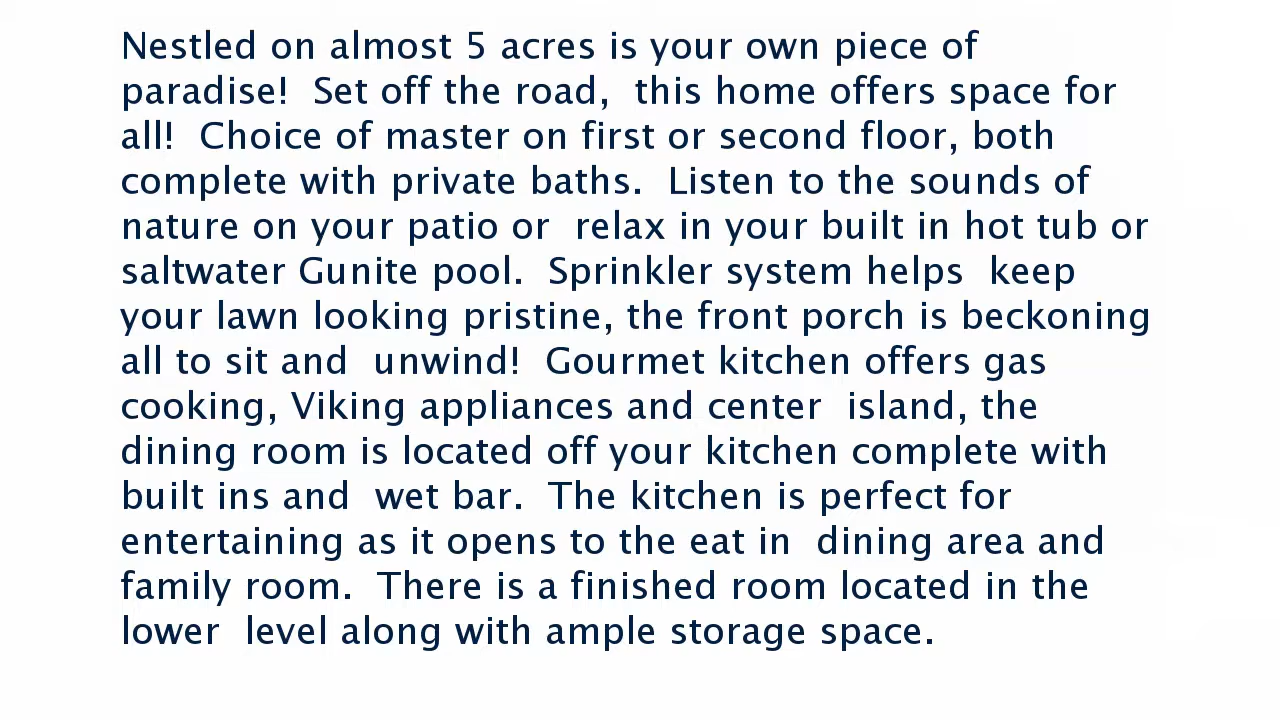 Nestled on almost 5 acres is your own piece of
paradise!  Set off the road,  this home offers space for
all!  Choice of master on first or second floor, both
complete with private baths.  Listen to the sounds of
nature on your patio or  relax in your built in hot tub or
saltwater Gunite pool.  Sprinkler system helps  keep
your lawn looking pristine, the front porch is beckoning
all to sit and  unwind!  Gourmet kitchen offers gas
cooking, Viking appliances and center  island, the
dining room is located off your kitchen complete with
built ins and  wet bar.  The kitchen is perfect for
entertaining as it opens to the eat in  dining area and
family room.  There is a finished room located in the
lower  level along with ample storage space.